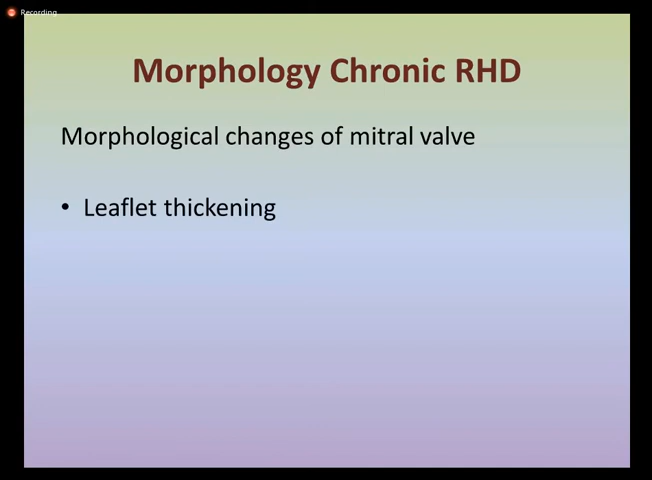 Recording
Morphology Chronic RHD
Morphological changes of mitral valve
• Leaflet thickening